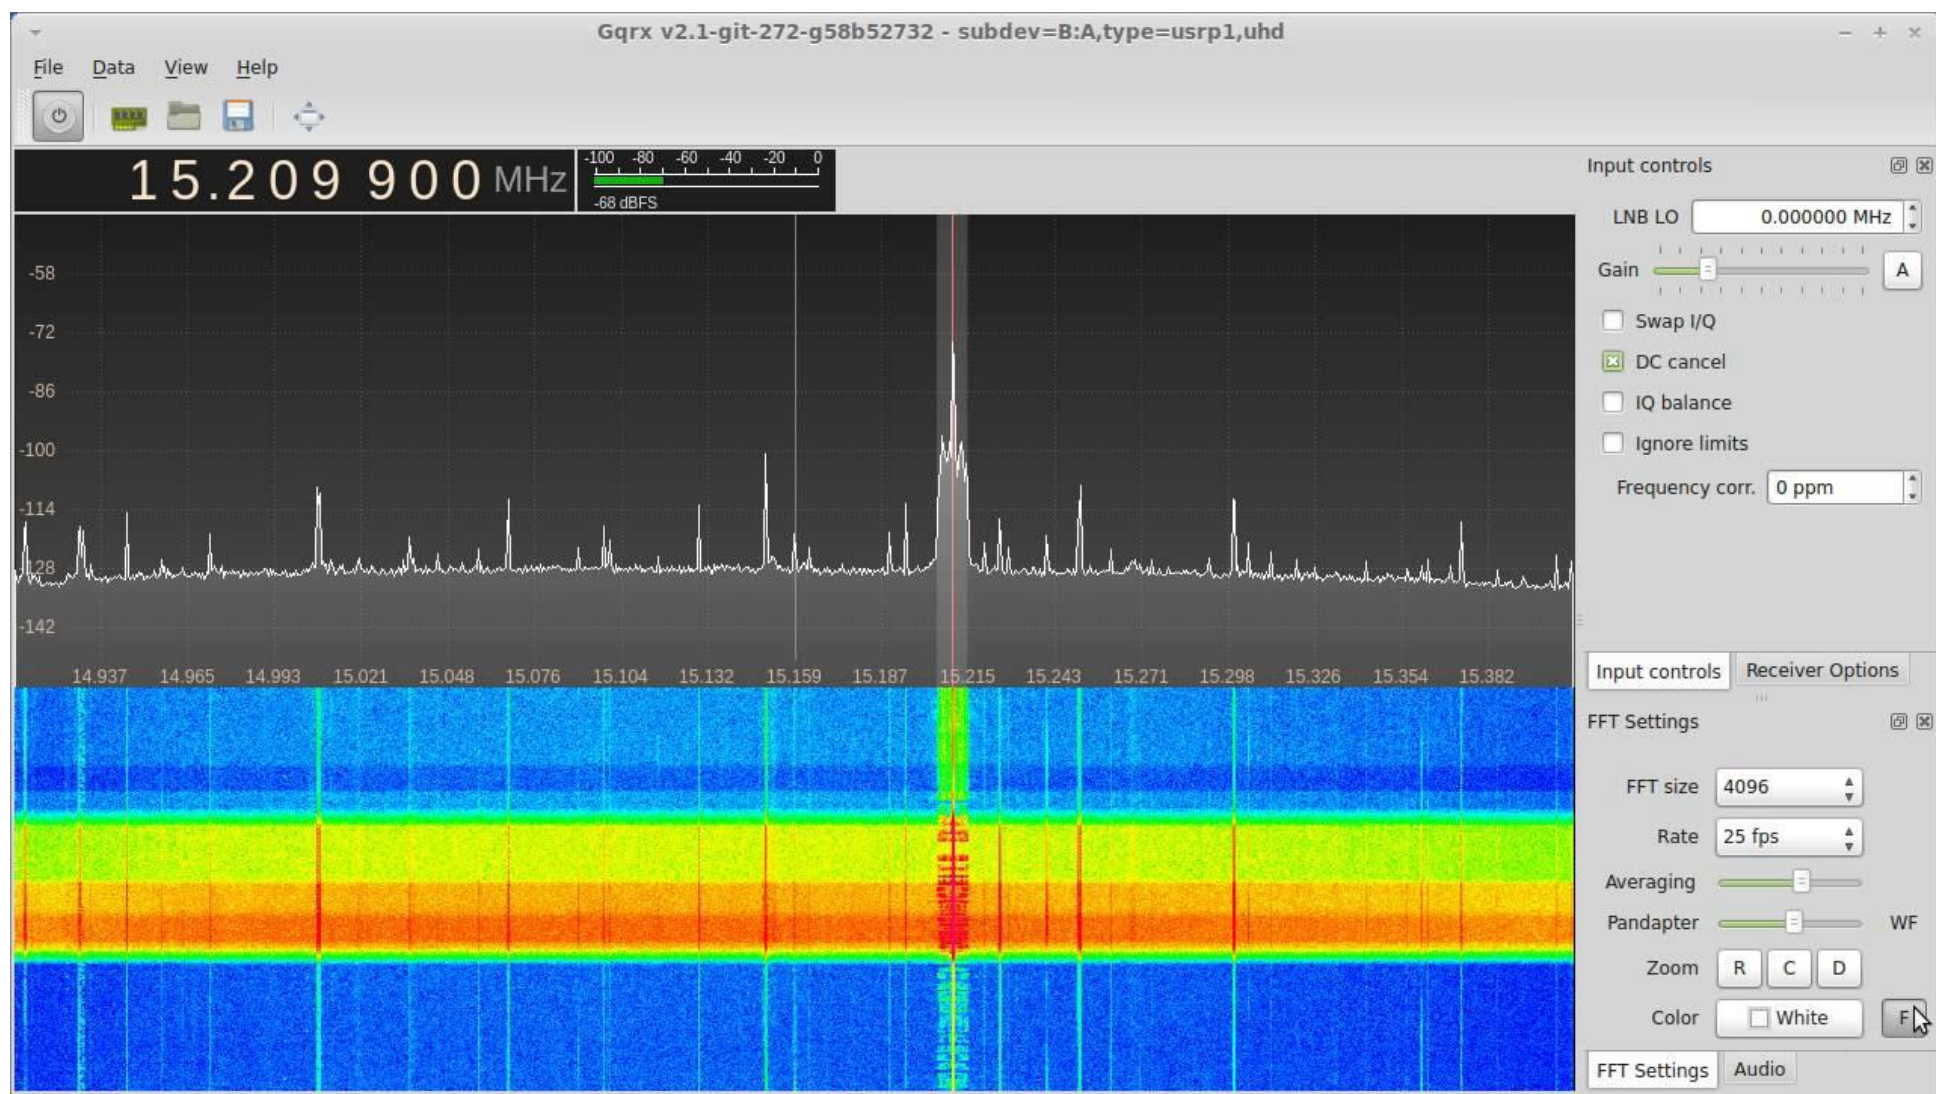 Gqrx v2.1-git-272-g58b52732 - subdev=B:A,type=usrp1,uhd
File Data View Help
15.209 900 MHz
-100 -80 -60 -40 -20 0
-68 dBFS
-58
-72
-86
-100
-114
-128
-142
14.937 14.965 14.993 15.021 15.048 15.076 15.104 15.132 15.159 15.187 15.215 15.243 15.271 15.298 15.326 15.354 15.382
Input controls
LNB LO 0.000000 MHz
Gain A
Swap I/Q
DC cancel
IQ balance
Ignore limits
Frequency corr. 0 ppm
Input controls Receiver Options
FFT Settings
FFT size 4096
Rate 25 fps
Averaging
Pandapter WF
Zoom R C D
Color White F
FFT Settings Audio